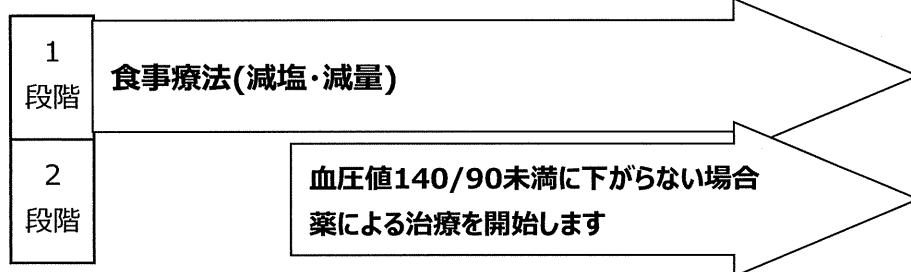 1
段階
食事療法(減塩・減量)
2
段階
血圧値140/90未満に下がらない場合
薬による治療を開始します